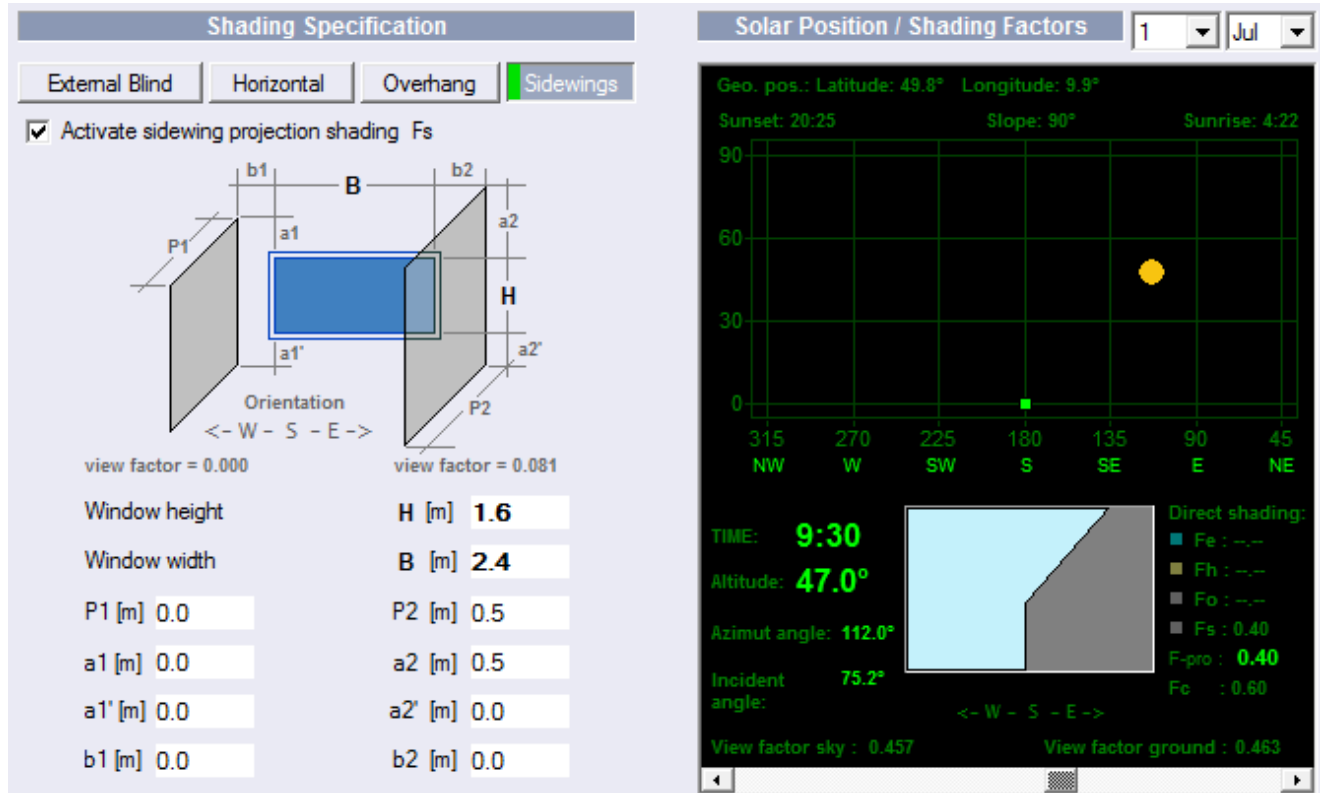 Shading Specification
External Blind Horizontal Overhang Sidewings
Activate sidewing projection shading Fs
b1 B b2
a1 a2
P1
H
a1' a2'
Orientation
P2
<- W - S - E ->
view factor = 0.000 view factor = 0.081
Window height H [m] 1.6
Window width B [m] 2.4
P1 [m] 0.0 P2 [m] 0.5
a1 [m] 0.0 a2 [m] 0.5
a1' [m] 0.0 a2' [m] 0.0
b1 [m] 0.0 b2 [m] 0.0
Solar Position / Shading Factors 1 Jul
Geo. pos.: Latitude: 49.8° Longitude: 9.9°
Sunset: 20:25 Slope: 90° Sunrise: 4:22
90
60
30
0
315 270 225 180 135 90 45
NW W SW S SE E NE
TIME: 9:30
Altitude: 47.0°
Azimut angle: 112.0°
Incident angle: 75.2°
<- W - S - E ->
Direct shading:
Fe : --.--
Fh : --.--
Fo : --.--
Fs : 0.40
F-pro : 0.40
Fc : 0.60
View factor sky : 0.457 View factor ground : 0.463